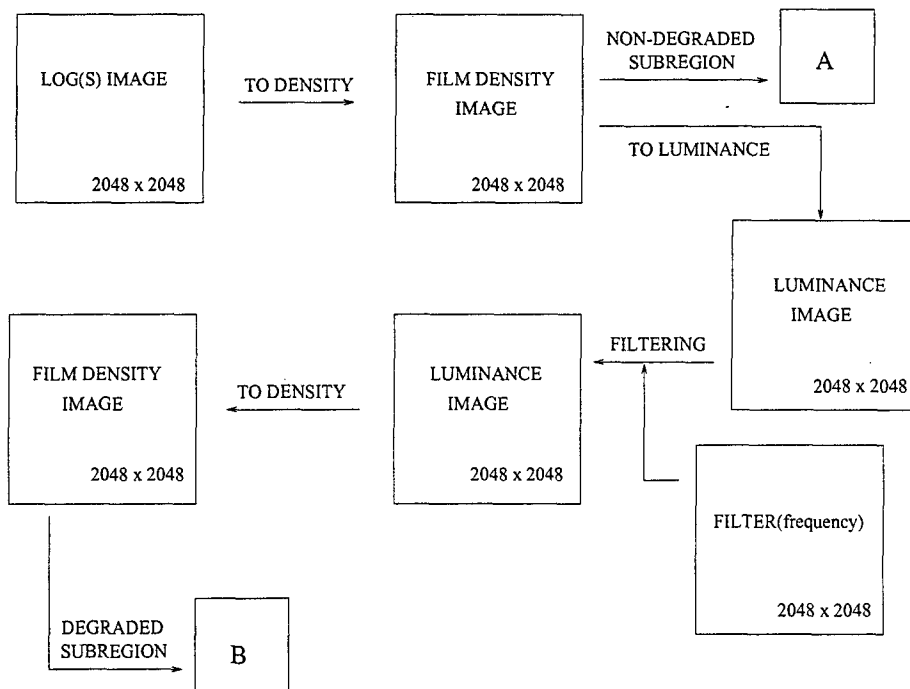 LOG(S) IMAGE
2048 x 2048
TO DENSITY
FILM DENSITY
IMAGE
2048 x 2048
NON-DEGRADED
SUBREGION
A
TO LUMINANCE
LUMINANCE
IMAGE
2048 x 2048
FILTERING
FILTER(frequency)
2048 x 2048
LUMINANCE
IMAGE
2048 x 2048
TO DENSITY
FILM DENSITY
IMAGE
2048 x 2048
DEGRADED
SUBREGION
B